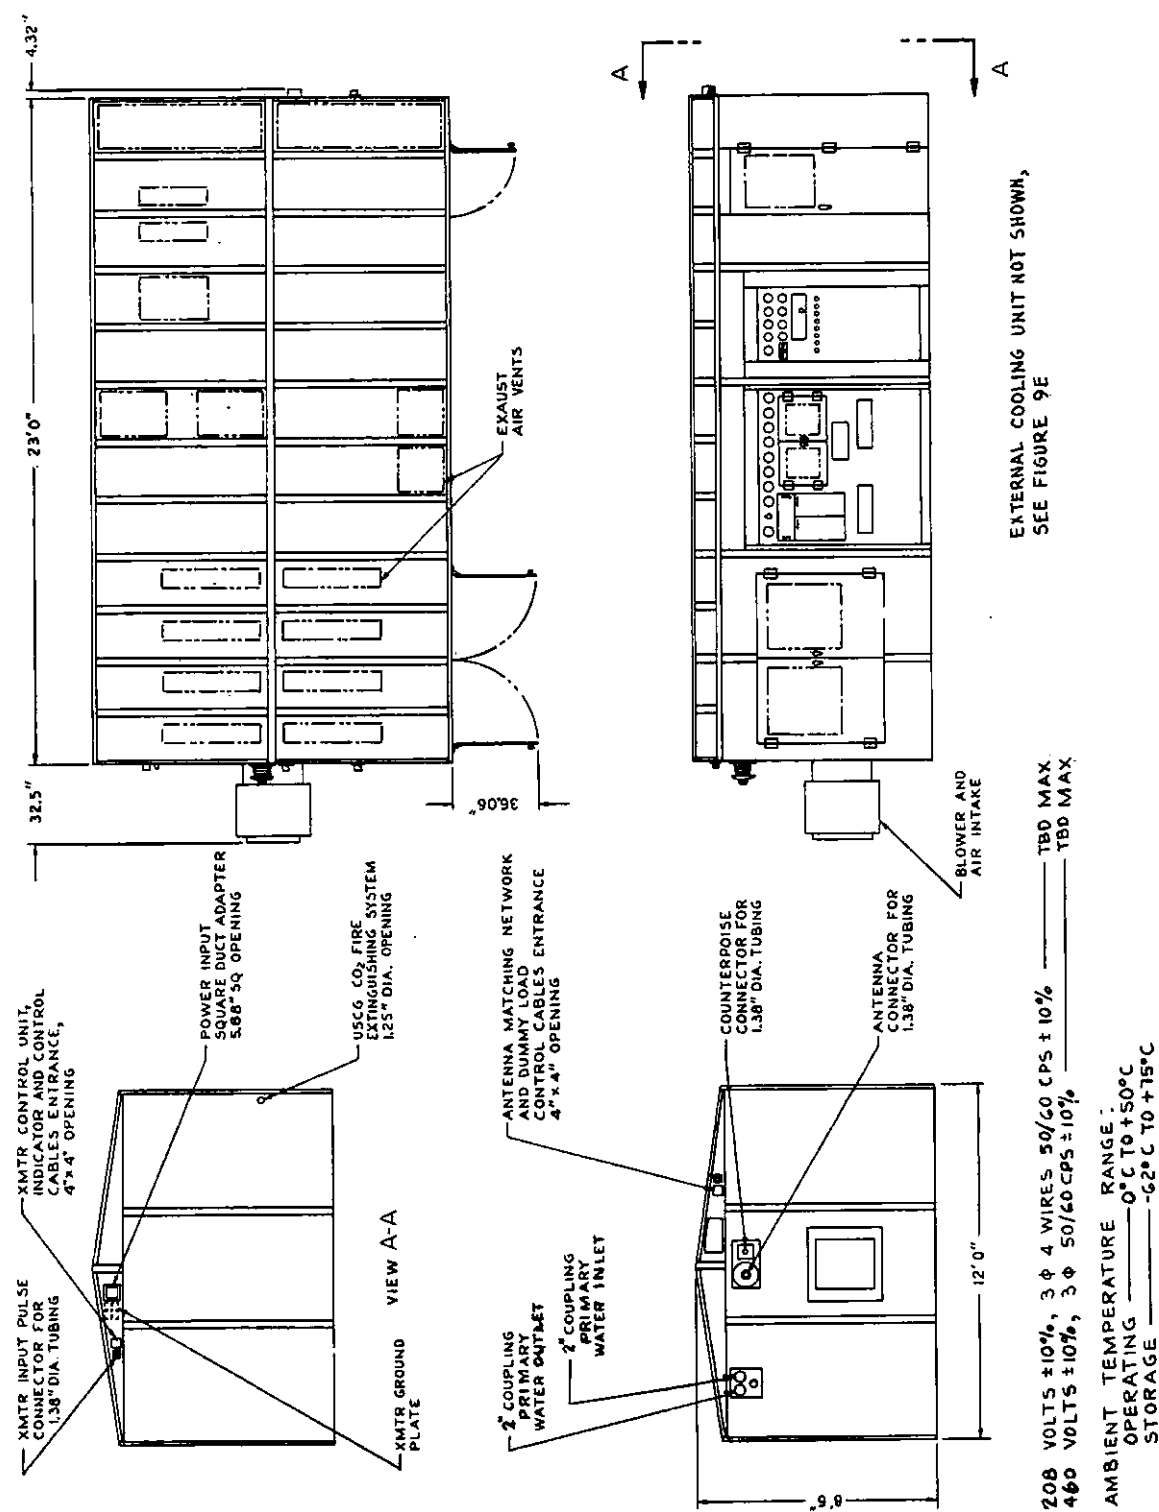 XMTR INPUT PULSE
CONNECTOR FOR
1.38" DIA. TUBING
XMTR CONTROL UNIT,
INDICATOR AND CONTROL
CABLES ENTRANCE,
4"x 4" OPENING
POWER INPUT
SQUARE DUCT ADAPTER
5.88" SQ OPENING
USCG CO₂ FIRE
EXTINGUISHING SYSTEM
1.25" DIA. OPENING
XMTR GROUND
PLATE
VIEW A-A
32.5"
23'0"
4.32"
36.06"
EXHAUST
AIR VENTS
2" COUPLING
PRIMARY
WATER OUTLET
2" COUPLING
PRIMARY
WATER INLET
ANTENNA MATCHING NETWORK
AND DUMMY LOAD
CONTROL CABLES ENTRANCE
4" x 4" OPENING
COUNTERPOISE
CONNECTOR FOR
1.38" DIA. TUBING
ANTENNA
CONNECTOR FOR
1.38" DIA. TUBING
8'6"
12'0"
BLOWER AND
AIR INTAKE
A
A
EXTERNAL COOLING UNIT NOT SHOWN,
SEE FIGURE 9E
208 VOLTS ±10%, 3 ϕ 4 WIRES 50/60 CPS ± 10% TBD MAX
460 VOLTS ±10%, 3 ϕ 50/60 CPS ±10% TBD MAX
AMBIENT TEMPERATURE RANGE:
OPERATING 0°C TO +50°C
STORAGE -62°C TO +75°C